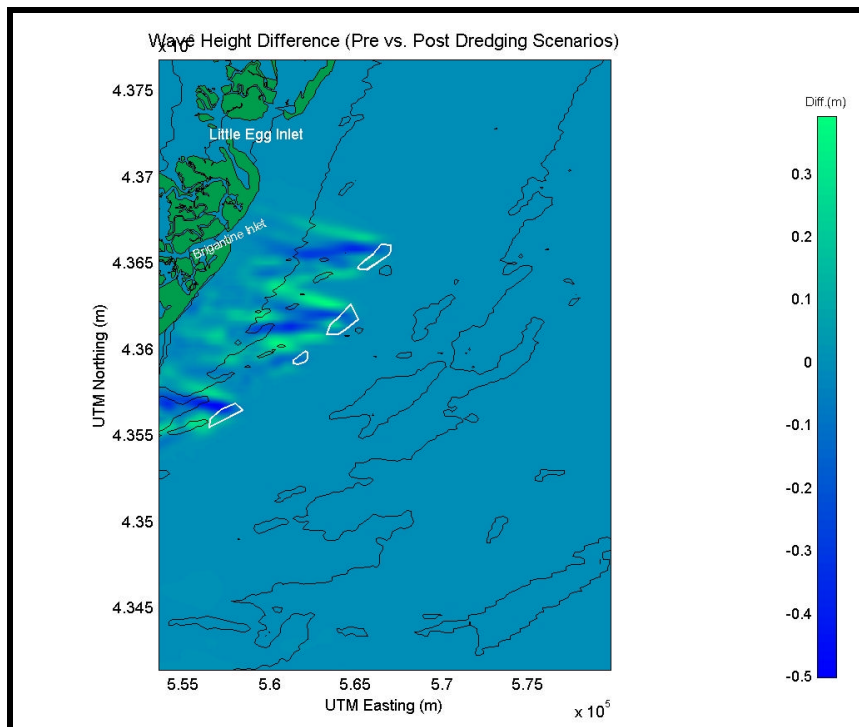 Wave Height Difference (Pre vs. Post Dredging Scenarios)
x 10^6
4.375
4.37
4.365
4.36
4.355
4.35
4.345
UTM Northing (m)
Little Egg Inlet
Brigantine Inlet
5.55
5.6
5.65
5.7
5.75
UTM Easting (m)
x 10^5
Diff.(m)
0.3
0.2
0.1
0
-0.1
-0.2
-0.3
-0.4
-0.5